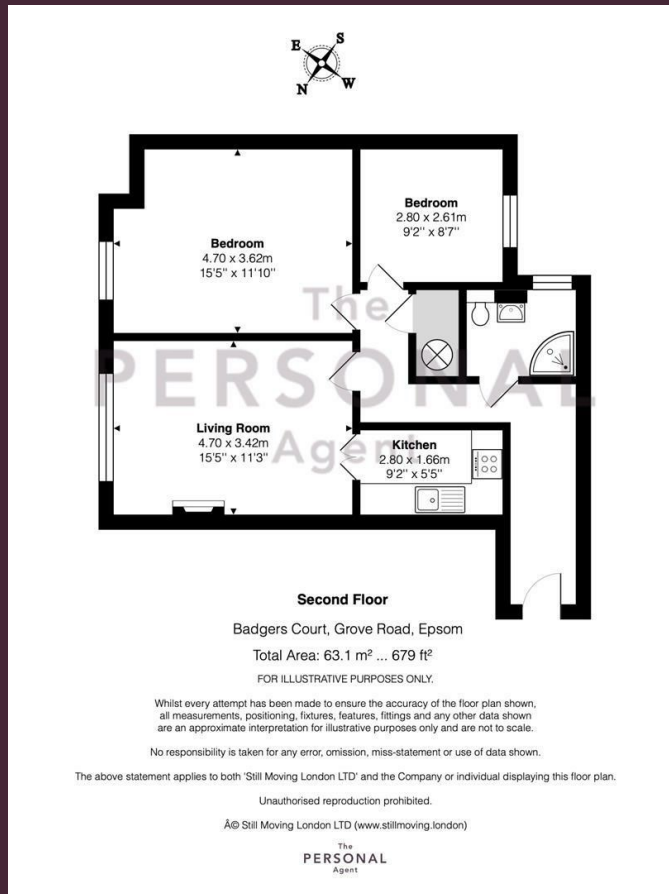 E S
N W
Bedroom
4.70 x 3.62m
15'5" x 11'10"
Bedroom
2.80 x 2.61m
9'2" x 8'7"
The
PERSONAL
Agent
Living Room
4.70 x 3.42m
15'5" x 11'3"
Kitchen
2.80 x 1.66m
9'2" x 5'5"
Second Floor
Badgers Court, Grove Road, Epsom
Total Area: 63.1 m² ... 679 ft²
FOR ILLUSTRATIVE PURPOSES ONLY.
Whilst every attempt has been made to ensure the accuracy of the floor plan shown,
all measurements, positioning, fixtures, features, fittings and any other data shown
are an approximate interpretation for illustrative purposes only and are not to scale.
No responsibility is taken for any error, omission, miss-statement or use of data shown.
The above statement applies to both 'Still Moving London LTD' and the Company or individual displaying this floor plan.
Unauthorised reproduction prohibited.
Â© Still Moving London LTD (www.stillmoving.london)
The
PERSONAL
Agent